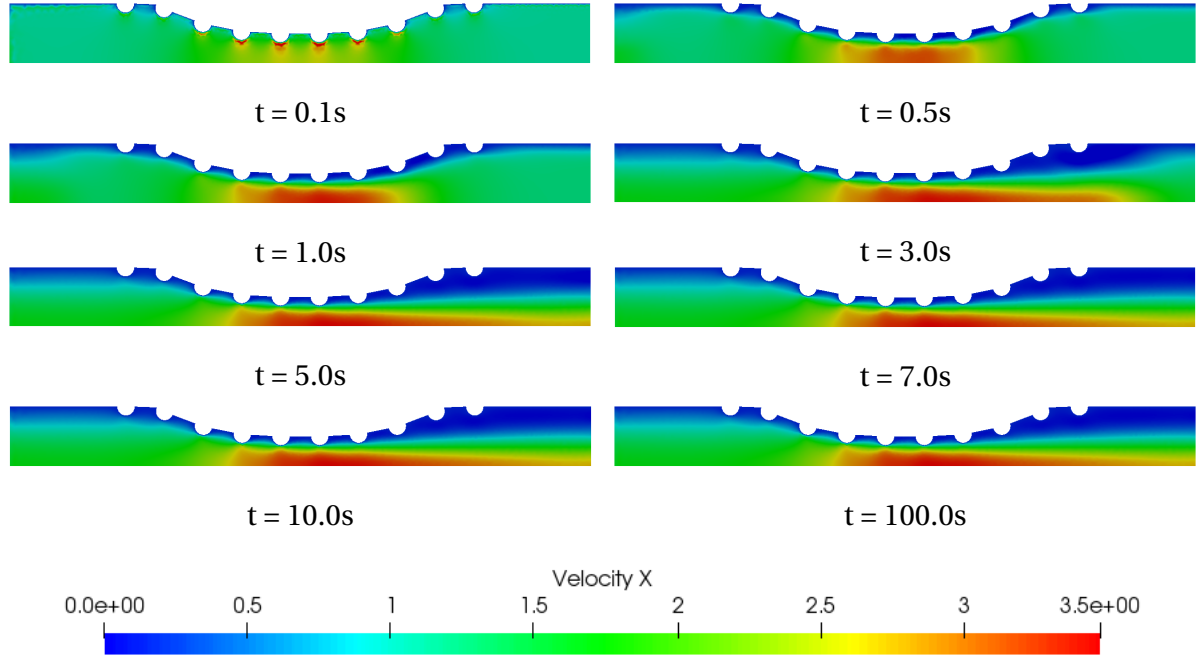 t = 0.1s
t = 0.5s
t = 1.0s
t = 3.0s
t = 5.0s
t = 7.0s
t = 10.0s
t = 100.0s
Velocity X
0.0e+00 0.5 1 1.5 2 2.5 3 3.5e+00